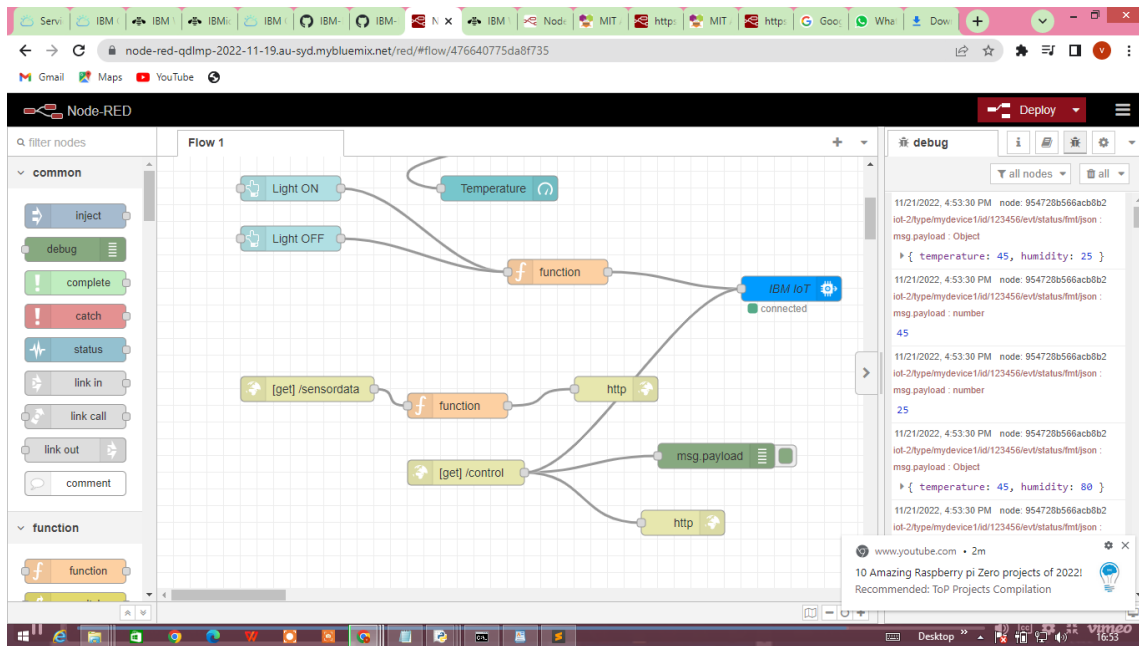 Servi
IBM
IBM
IBMic
IBM
IBM-
IBM-
N
IBM
Node
MIT
https
MIT
https
Goog
What
Dow
node-red-qdlmp-2022-11-19.au-syd.mybluemix.net/red/#flow/476640775da8f735
Gmail Maps YouTube
Node-RED
Deploy
filter nodes
Flow 1
debug
common
all nodes
all
inject
debug
complete
catch
status
link in
link call
link out
comment
function
function
Light ON
Temperature
Light OFF
function
IBM IoT
connected
[get] /sensordata
function
http
msg.payload
[get] /control
http
11/21/2022, 4:53:30 PM node: 954728b566acb8b2
iot-2/type/mydevice1/id/123456/evt/status/fmt/json :
msg.payload : Object
{ temperature: 45, humidity: 25 }
11/21/2022, 4:53:30 PM node: 954728b566acb8b2
iot-2/type/mydevice1/id/123456/evt/status/fmt/json :
msg.payload : number
45
11/21/2022, 4:53:30 PM node: 954728b566acb8b2
iot-2/type/mydevice1/id/123456/evt/status/fmt/json :
msg.payload : number
25
11/21/2022, 4:53:30 PM node: 954728b566acb8b2
iot-2/type/mydevice1/id/123456/evt/status/fmt/json :
msg.payload : Object
{ temperature: 45, humidity: 80 }
11/21/2022, 4:53:30 PM node: 954728b566acb8b2
iot-2/type/mydevice1/id/123456/evt/status/fmt/json :
www.youtube.com • 2m
10 Amazing Raspberry pi Zero projects of 2022!
Recommended: ToP Projects Compilation
Desktop
vimeo
16:53